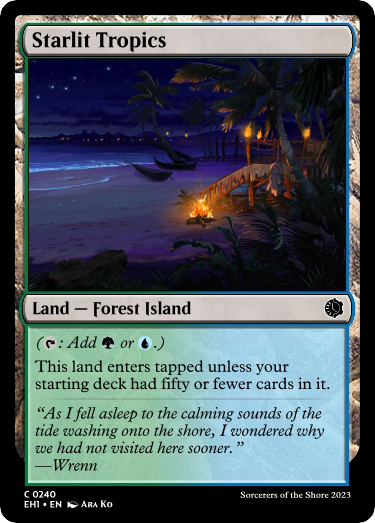 Starlit Tropics
Land — Forest Island
(: Add or .)
This land enters tapped unless your
starting deck had fifty or fewer cards in it.
“As I fell asleep to the calming sounds of the
tide washing onto the shore, I wondered why
we had not visited here sooner.”
—Wrenn
C 0240
EH1 • EN Ara Ko
Sorcerers of the Shore 2023